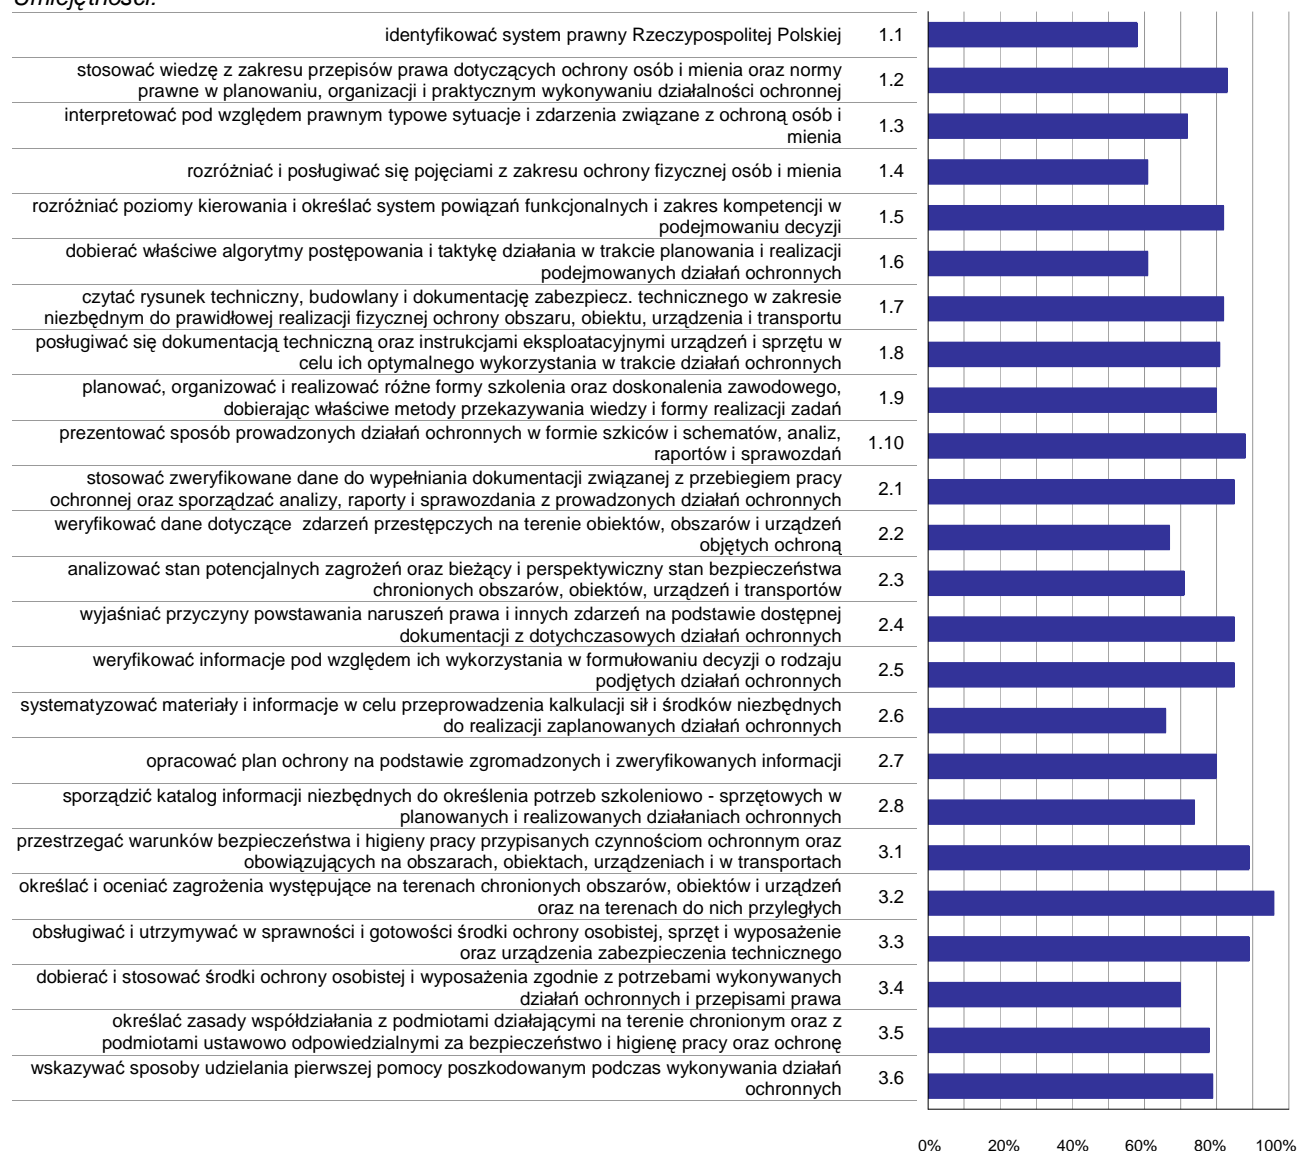 Umiejętności:
identyfikować system prawny Rzeczypospolitej Polskiej 1.1
stosować wiedzę z zakresu przepisów prawa dotyczących ochrony osób i mienia oraz normy
prawne w planowaniu, organizacji i praktycznym wykonywaniu działalności ochronnej 1.2
interpretować pod względem prawnym typowe sytuacje i zdarzenia związane z ochroną osób i
mienia 1.3
rozróżniać i posługiwać się pojęciami z zakresu ochrony fizycznej osób i mienia 1.4
rozróżniać poziomy kierowania i określać system powiązań funkcjonalnych i zakres kompetencji w
podejmowaniu decyzji 1.5
dobierać właściwe algorytmy postępowania i taktykę działania w trakcie planowania i realizacji
podejmowanych działań ochronnych 1.6
czytać rysunek techniczny, budowlany i dokumentację zabezpiecz. technicznego w zakresie
niezbędnym do prawidłowej realizacji fizycznej ochrony obszaru, obiektu, urządzenia i transportu 1.7
posługiwać się dokumentacją techniczną oraz instrukcjami eksploatacyjnymi urządzeń i sprzętu w
celu ich optymalnego wykorzystania w trakcie działań ochronnych 1.8
planować, organizować i realizować różne formy szkolenia oraz doskonalenia zawodowego,
dobierając właściwe metody przekazywania wiedzy i formy realizacji zadań 1.9
prezentować sposób prowadzonych działań ochronnych w formie szkiców i schematów, analiz,
raportów i sprawozdań 1.10
stosować zweryfikowane dane do wypełniania dokumentacji związanej z przebiegiem pracy
ochronnej oraz sporządzać analizy, raporty i sprawozdania z prowadzonych działań ochronnych 2.1
weryfikować dane dotyczące zdarzeń przestępczych na terenie obiektów, obszarów i urządzeń
objętych ochroną 2.2
analizować stan potencjalnych zagrożeń oraz bieżący i perspektywiczny stan bezpieczeństwa
chronionych obszarów, obiektów, urządzeń i transportów 2.3
wyjaśniać przyczyny powstawania naruszeń prawa i innych zdarzeń na podstawie dostępnej
dokumentacji z dotychczasowych działań ochronnych 2.4
weryfikować informacje pod względem ich wykorzystania w formułowaniu decyzji o rodzaju
podjętych działań ochronnych 2.5
systematyzować materiały i informacje w celu przeprowadzenia kalkulacji sił i środków niezbędnych
do realizacji zaplanowanych działań ochronnych 2.6
opracować plan ochrony na podstawie zgromadzonych i zweryfikowanych informacji 2.7
sporządzić katalog informacji niezbędnych do określenia potrzeb szkoleniowo - sprzętowych w
planowanych i realizowanych działaniach ochronnych 2.8
przestrzegać warunków bezpieczeństwa i higieny pracy przypisanych czynnościom ochronnym oraz
obowiązujących na obszarach, obiektach, urządzeniach i w transportach 3.1
określać i oceniać zagrożenia występujące na terenach chronionych obszarów, obiektów i urządzeń
oraz na terenach do nich przyległych 3.2
obsługiwać i utrzymywać w sprawności i gotowości środki ochrony osobistej, sprzęt i wyposażenie
oraz urządzenia zabezpieczenia technicznego 3.3
dobierać i stosować środki ochrony osobistej i wyposażenia zgodnie z potrzebami wykonywanych
działań ochronnych i przepisami prawa 3.4
określać zasady współdziałania z podmiotami działającymi na terenie chronionym oraz z
podmiotami ustawowo odpowiedzialnymi za bezpieczeństwo i higienę pracy oraz ochronę 3.5
wskazywać sposoby udzielania pierwszej pomocy poszkodowanym podczas wykonywania działań
ochronnych 3.6
0% 20% 40% 60% 80% 100%